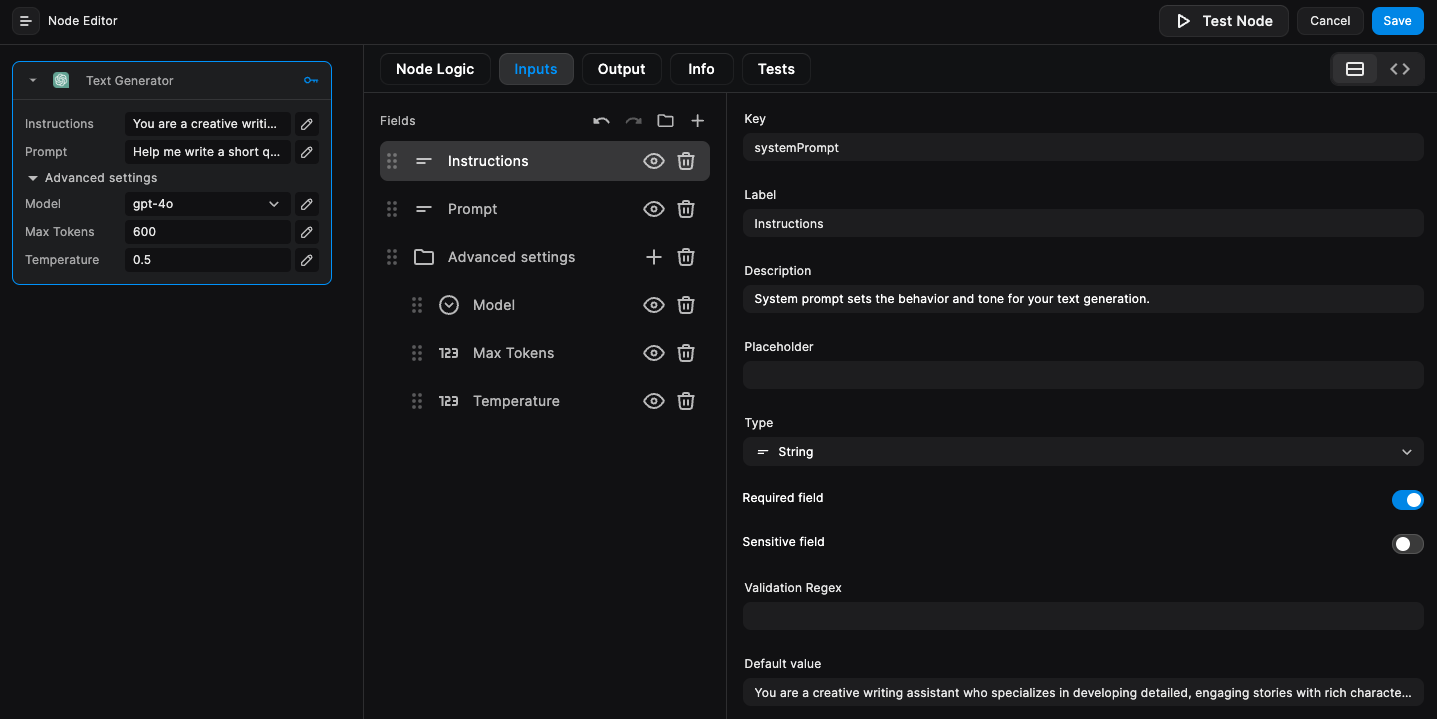 Node Editor
Test Node
Cancel
Save
Text Generator
Instructions
You are a creative writi...
Prompt
Help me write a short q...
Advanced settings
Model
gpt-4o
Max Tokens
600
Temperature
0.5
Node Logic
Inputs
Output
Info
Tests
Fields
Instructions
Prompt
Advanced settings
Model
123 Max Tokens
123 Temperature
Key
systemPrompt
Label
Instructions
Description
System prompt sets the behavior and tone for your text generation.
Placeholder
Type
String
Required field
Sensitive field
Validation Regex
Default value
You are a creative writing assistant who specializes in developing detailed, engaging stories with rich characte...